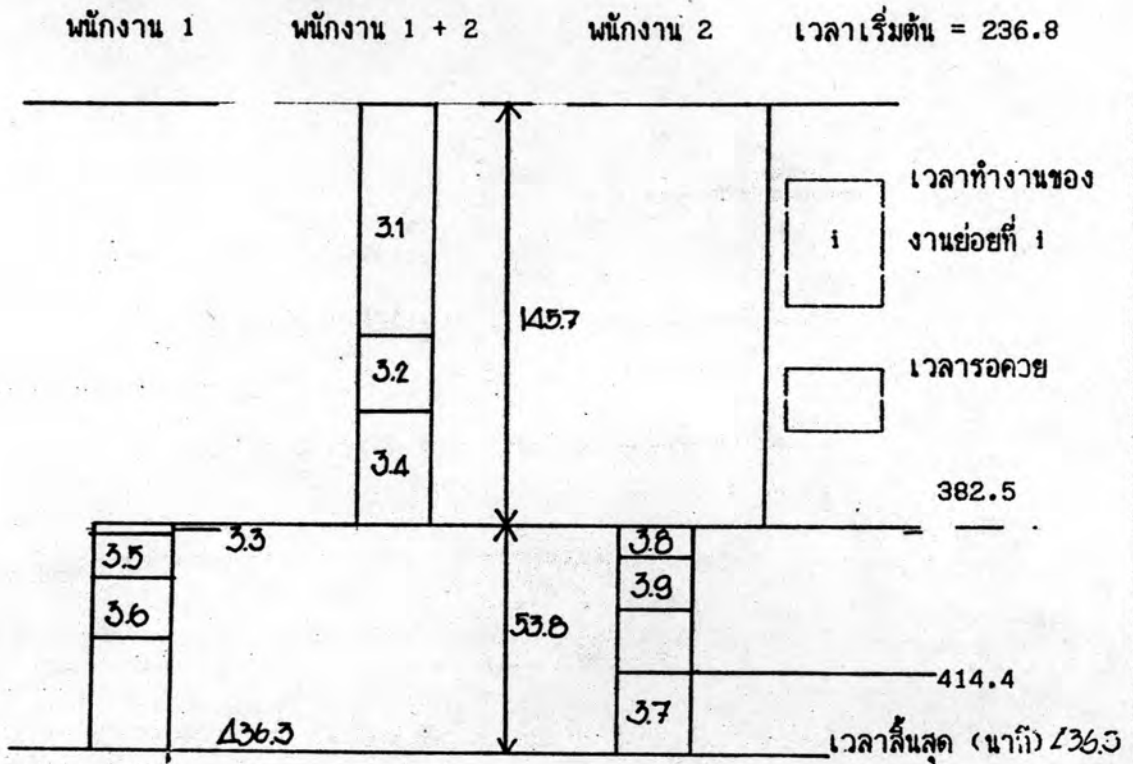 พนักงาน 1 พนักงาน 1 + 2 พนักงาน 2 เวลาเริ่มต้น = 236.8
เวลาทำงานของ
3.1 i งานย่อยที่ i
145.7
3.2 เวลารอคอย
3.4
382.5
3.3 3.8
3.5 3.9
3.6 53.8
414.4
3.7
436.3 เวลาสิ้นสุด (นาที) 436.3